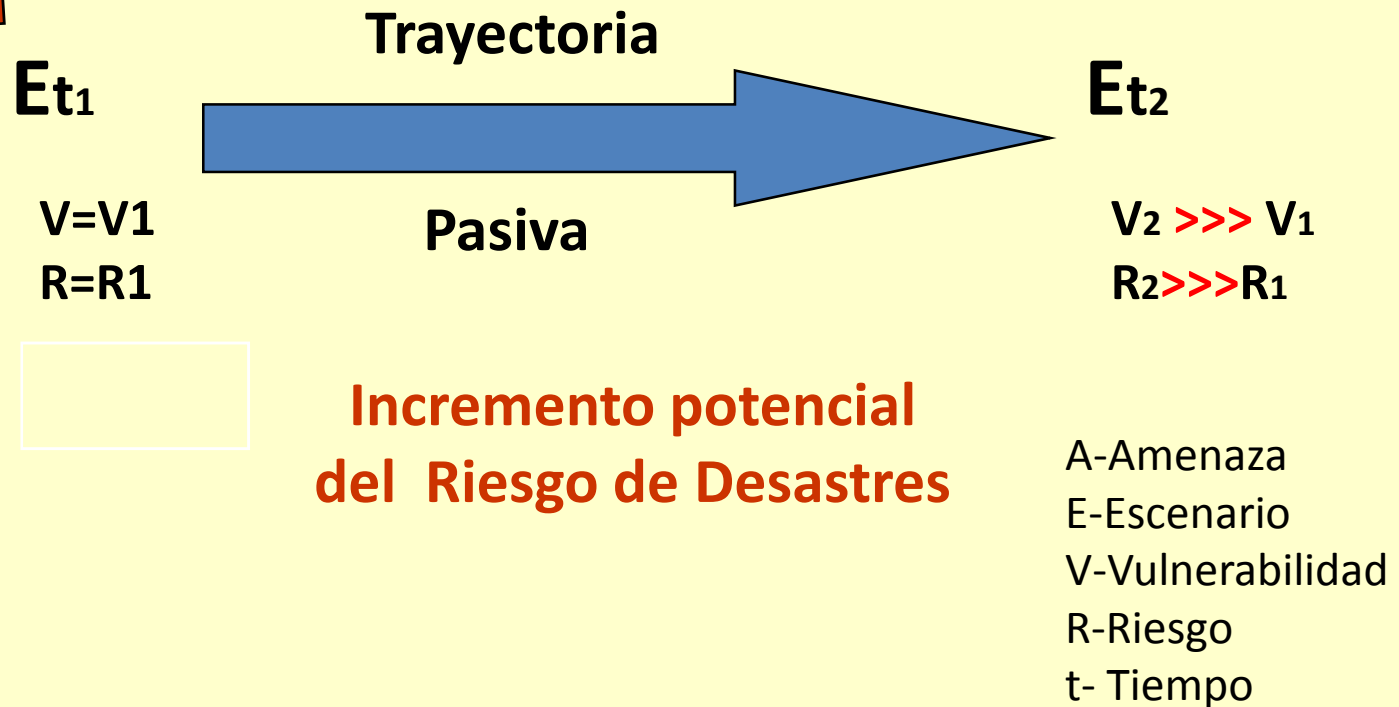 Trayectoria
Et1
Et2
V=V1
Pasiva
V2 >>> V1
R=R1
R2>>>R1
Incremento potencial
del Riesgo de Desastres
A-Amenaza
E-Escenario
V-Vulnerabilidad
R-Riesgo
t- Tiempo